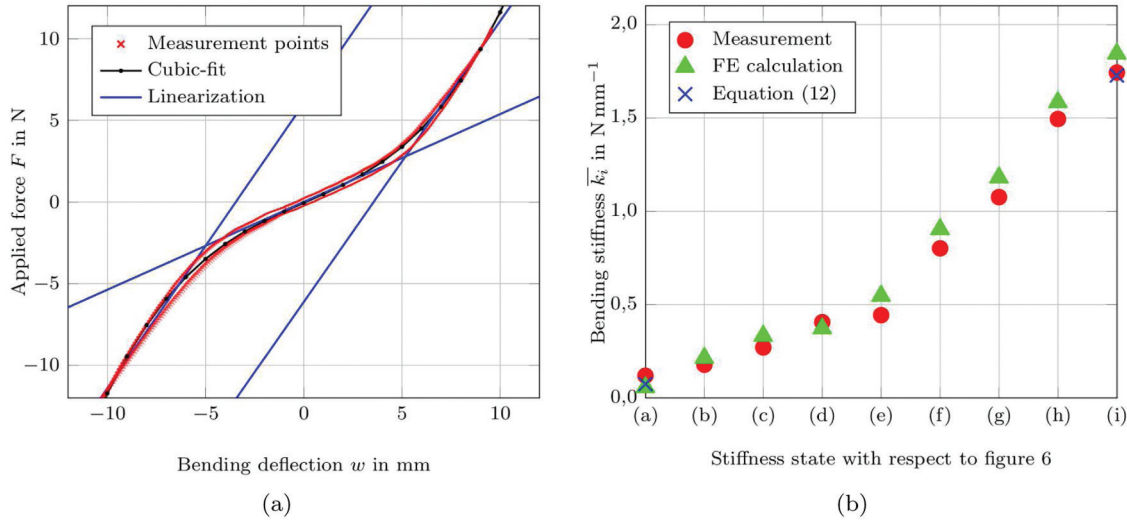 10
5
0
−5
−10
Applied force F in N
Measurement points
Cubic-fit
Linearization
−10
−5
0
5
10
Bending deflection w in mm
(a)
2,0
1,5
1,0
0,5
0,0
Bending stiffness k̅ᵢ in N mm⁻¹
Measurement
FE calculation
Equation (12)
(a)
(b)
(c)
(d)
(e)
(f)
(g)
(h)
(i)
Stiffness state with respect to figure 6
(b)